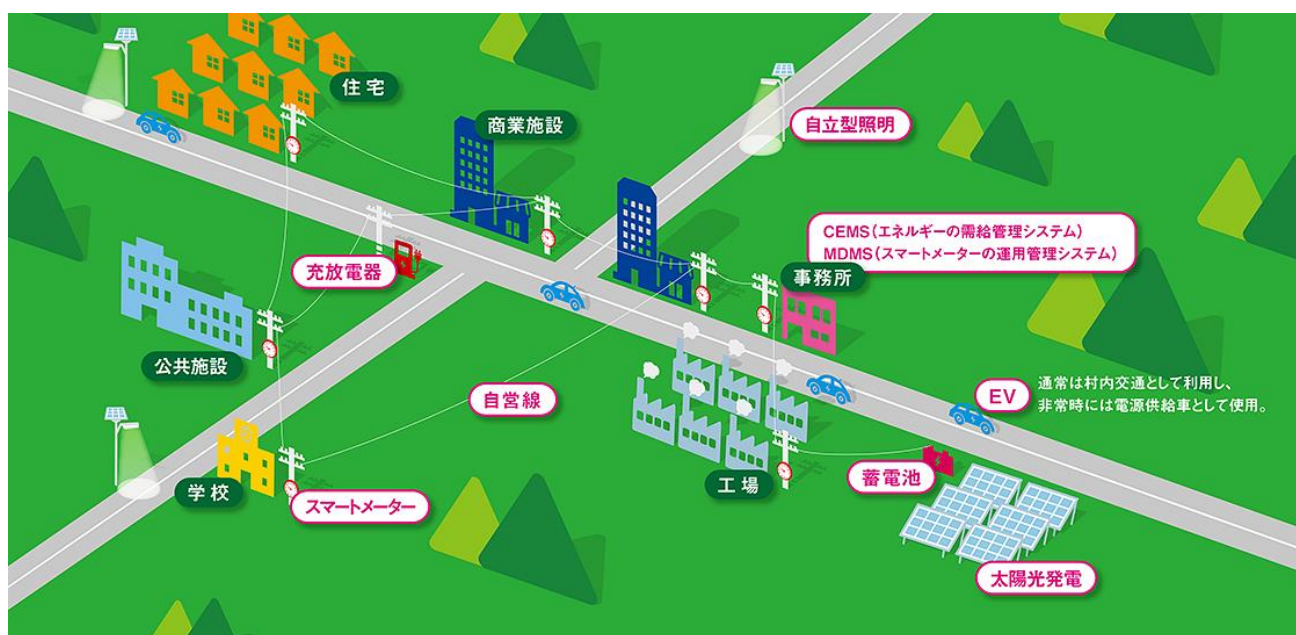 住宅
商業施設
自立型照明
CEMS（エネルギーの需給管理システム）
MDMS（スマートメーターの運用管理システム）
充放電器
事務所
公共施設
自営線
EV
通常は村内交通として利用し、
非常時には電源供給車として使用。
学校
スマートメーター
工場
蓄電池
太陽光発電